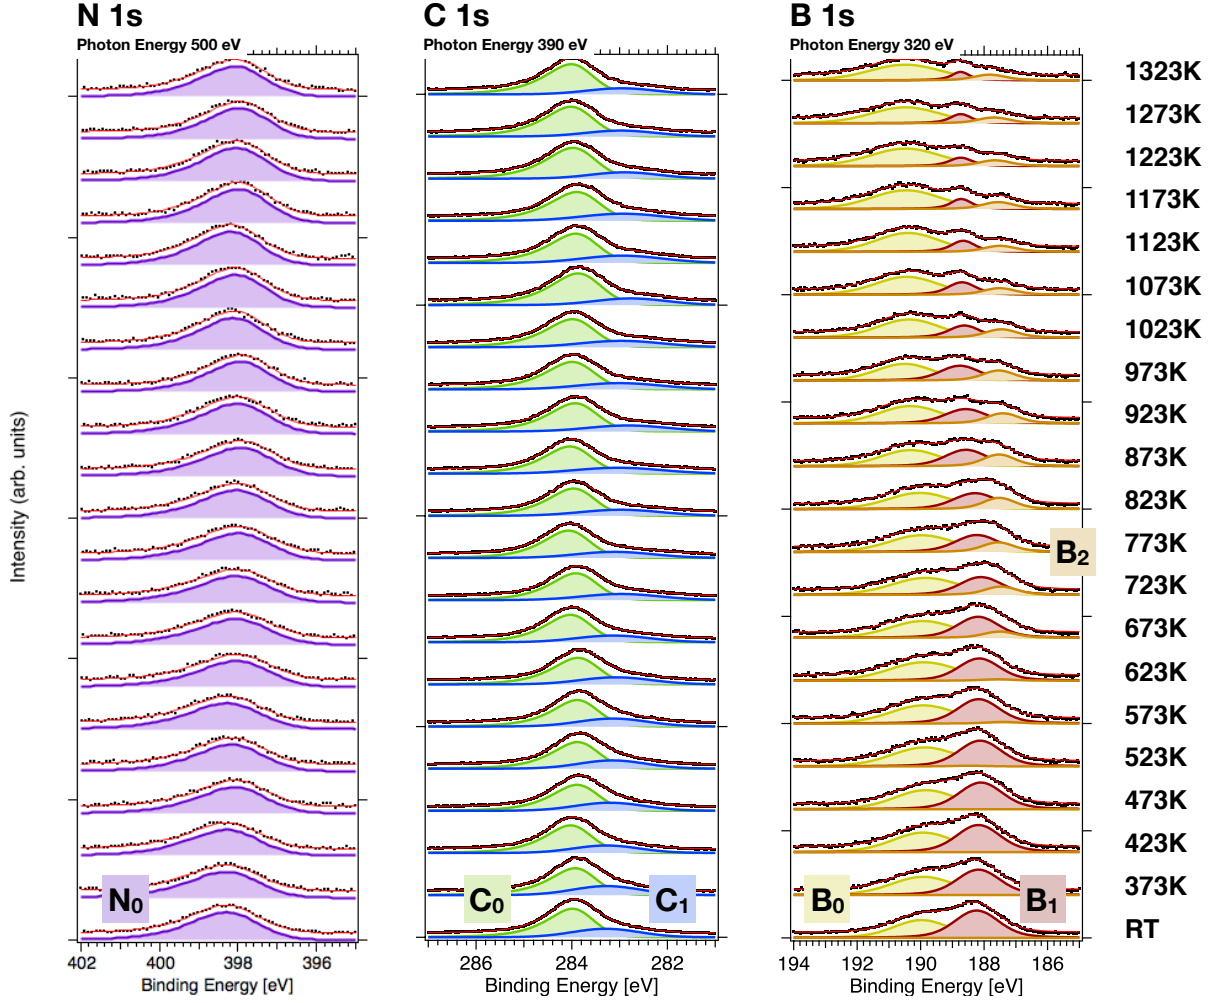 N 1s
C 1s
B 1s
Photon Energy 500 eV
Photon Energy 390 eV
Photon Energy 320 eV
1323K
1273K
1223K
1173K
1123K
1073K
1023K
973K
923K
873K
823K
773K
723K
673K
623K
573K
523K
473K
423K
373K
RT
Intensity (arb. units)
B₂
N₀
C₀
C₁
B₀
B₁
402 400 398 396
286 284 282
194 192 190 188 186
Binding Energy [eV]
Binding Energy [eV]
Binding Energy [eV]